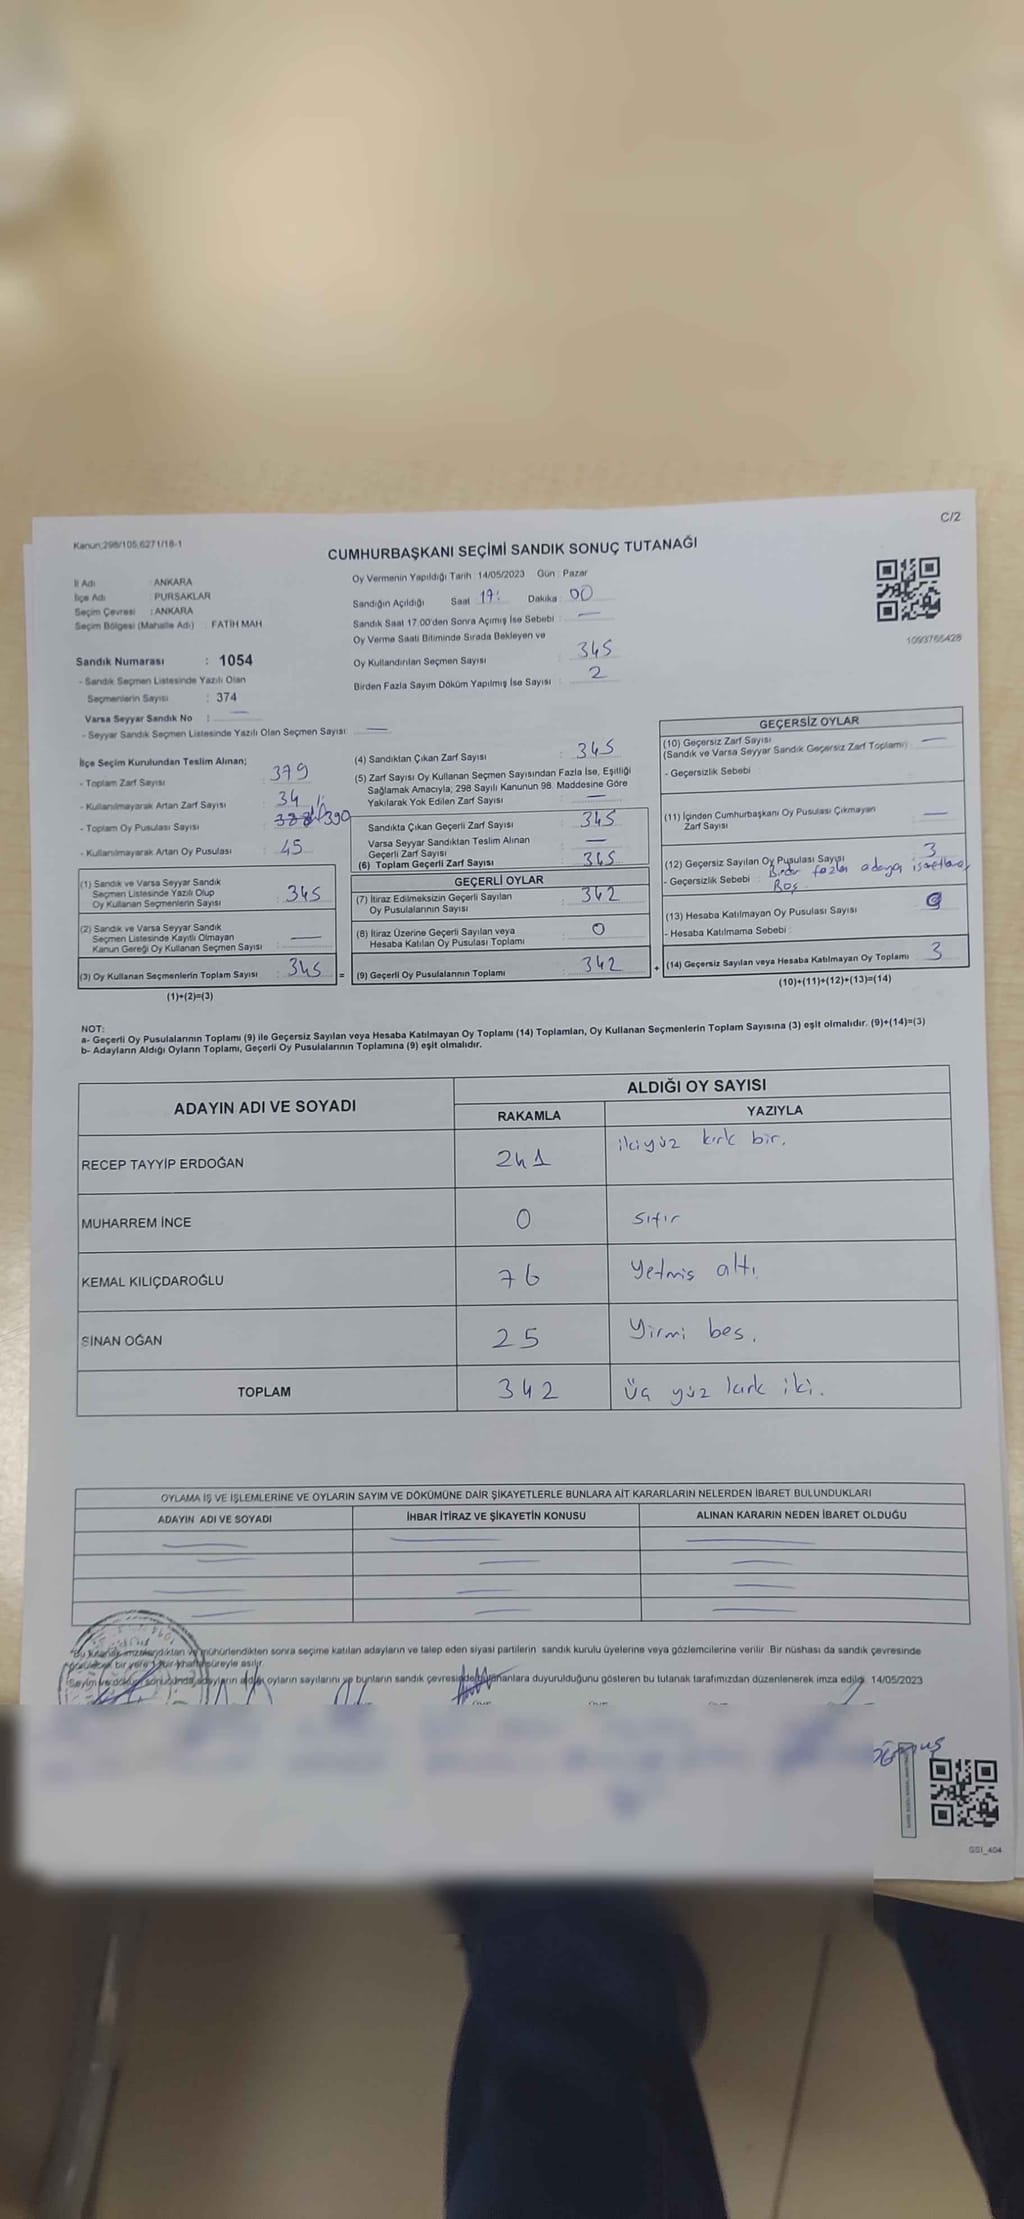 C/2
Kanun;298/105,6271/18-1
CUMHURBAŞKANI SEÇİMİ SANDIK SONUÇ TUTANAĞI
İl Adı : ANKARA
İlçe Adı : PURSAKLAR
Seçim Çevresi : ANKARA
Seçim Bölgesi (Mahalle Adı) : FATİH MAH
Sandık Numarası : 1054
- Sandık Seçmen Listesinde Yazılı Olan
Seçmenlerin Sayısı : 374
Varsa Seyyar Sandık No : —
- Seyyar Sandık Seçmen Listesinde Yazılı Olan Seçmen Sayısı: —
Oy Vermenin Yapıldığı Tarih : 14/05/2023 Gün : Pazar
Sandığın Açıldığı Saat 17: Dakika : 00
Sandık Saat 17:00'den Sonra Açımış İse Sebebi : —
Oy Verme Saati Bitiminde Sırada Bekleyen ve
Oy Kullandırılan Seçmen Sayısı 345
Birden Fazla Sayım Döküm Yapılmış İse Sayısı : 2
1093765428
İlçe Seçim Kurulundan Teslim Alınan;
- Toplam Zarf Sayısı : 379
- Kullanılmayarak Artan Zarf Sayısı : 34
- Toplam Oy Pusulası Sayısı : 390
- Kullanılmayarak Artan Oy Pusulası : 45
(1) Sandık ve Varsa Seyyar Sandık
Seçmen Listesinde Yazılı Olup
Oy Kullanan Seçmenlerin Sayısı : 345
(2) Sandık ve Varsa Seyyar Sandık
Seçmen Listesinde Kayıtlı Olmayan
Kanun Gereği Oy Kullanan Seçmen Sayısı : —
(3) Oy Kullanan Seçmenlerin Toplam Sayısı : 345
(1)+(2)=(3)
(4) Sandıktan Çıkan Zarf Sayısı : 345
(5) Zarf Sayısı Oy Kullanan Seçmen Sayısından Fazla İse, Eşitliği
Sağlamak Amacıyla; 298 Sayılı Kanunun 98. Maddesine Göre
Yakılarak Yok Edilen Zarf Sayısı : —
Sandıkta Çıkan Geçerli Zarf Sayısı : 345
Varsa Seyyar Sandıktan Teslim Alınan
Geçerli Zarf Sayısı : —
(6) Toplam Geçerli Zarf Sayısı : 345
GEÇERLİ OYLAR
(7) İtiraz Edilmeksizin Geçerli Sayılan
Oy Pusulalarının Sayısı : 342
(8) İtiraz Üzerine Geçerli Sayılan veya
Hesaba Katılan Oy Pusulası Toplamı : 0
= (9) Geçerli Oy Pusulalarının Toplamı : 342 +
GEÇERSİZ OYLAR
(10) Geçersiz Zarf Sayısı
(Sandık ve Varsa Seyyar Sandık Geçersiz Zarf Toplamı) : —
- Geçersizlik Sebebi :
(11) İçinden Cumhurbaşkanı Oy Pusulası Çıkmayan
Zarf Sayısı : —
(12) Geçersiz Sayılan Oy Pusulası Sayısı : 3
- Geçersizlik Sebebi : Birden fazla adaya
Boş
(13) Hesaba Katılmayan Oy Pusulası Sayısı
- Hesaba Katılmama Sebebi :
(14) Geçersiz Sayılan veya Hesaba Katılmayan Oy Toplamı 3
(10)+(11)+(12)+(13)=(14)
NOT:
a- Geçerli Oy Pusulalarının Toplamı (9) ile Geçersiz Sayılan veya Hesaba Katılmayan Oy Toplamı (14) Toplamları, Oy Kullanan Seçmenlerin Toplam Sayısına (3) eşit olmalıdır. (9)+(14)=(3)
b- Adayların Aldığı Oyların Toplamı, Geçerli Oy Pusulalarının Toplamına (9) eşit olmalıdır.
ADAYIN ADI VE SOYADI ALDIĞI OY SAYISI
RAKAMLA YAZIYLA
RECEP TAYYİP ERDOĞAN 241 ikiyüz kırk bir.
MUHARREM İNCE 0 sıfır
KEMAL KILIÇDAROĞLU 76 Yetmiş altı.
SİNAN OĞAN 25 Yirmi beş.
TOPLAM 342 Üç yüz kırk iki.
OYLAMA İŞ VE İŞLEMLERİNE VE OYLARIN SAYIM VE DÖKÜMÜNE DAİR ŞİKAYETLERLE BUNLARA AİT KARARLARIN NELERDEN İBARET BULUNDUKLARI
ADAYIN ADI VE SOYADI İHBAR İTİRAZ VE ŞİKAYETİN KONUSU ALINAN KARARIN NEDEN İBARET OLDUĞU
Bu tutanak imzalandıktan ve mühürlendikten sonra seçime katılan adayların ve talep eden siyasi partilerin sandık kurulu üyelerine veya gözlemcilerine verilir. Bir nüshası da sandık çevresinde
görülecek bir yere 1 bir hafta süreyle asılır.
Sayım ve döküm sonucunda adayların aldığı oyların sayılarını ve bunların sandık çevresinde bulunanlara duyurulduğunu gösteren bu tutanak tarafımızdan düzenlenerek imza edildi. 14/05/2023
GGI_404